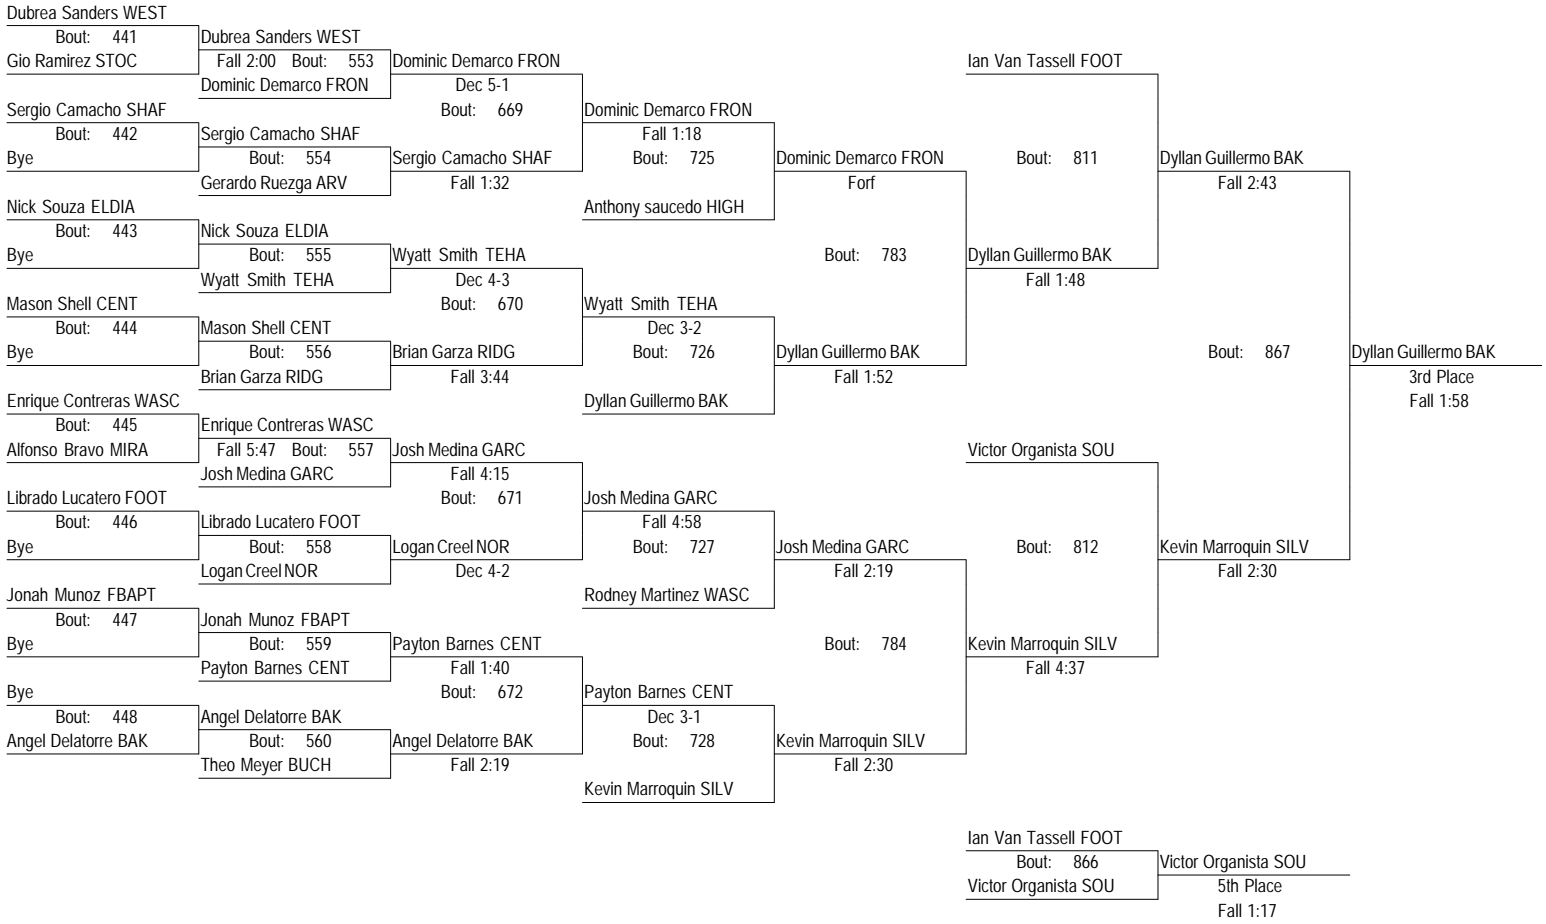 Dubrea Sanders WEST
Bout: 441 Dubrea Sanders WEST
Gio Ramirez STOC Fall 2:00 Bout: 553 Dominic Demarco FRON Ian Van Tassell FOOT
Dominic Demarco FRON Dec 5-1
Sergio Camacho SHAF Bout: 669 Dominic Demarco FRON
Bout: 442 Sergio Camacho SHAF Fall 1:18
Bye Bout: 554 Sergio Camacho SHAF Bout: 725 Dominic Demarco FRON Bout: 811 Dyllan Guillermo BAK
Gerardo Ruezga ARV Fall 1:32 Forf Fall 2:43
Nick Souza ELDIA Anthony saucedo HIGH
Bout: 443 Nick Souza ELDIA
Bye Bout: 555 Wyatt Smith TEHA Bout: 783 Dyllan Guillermo BAK
Wyatt Smith TEHA Dec 4-3 Fall 1:48
Mason Shell CENT Bout: 670 Wyatt Smith TEHA
Bout: 444 Mason Shell CENT Dec 3-2
Bye Bout: 556 Brian Garza RIDG Bout: 726 Dyllan Guillermo BAK Bout: 867 Dyllan Guillermo BAK
Brian Garza RIDG Fall 3:44 Fall 1:52 3rd Place
Enrique Contreras WASC Dyllan Guillermo BAK Fall 1:58
Bout: 445 Enrique Contreras WASC
Alfonso Bravo MIRA Fall 5:47 Bout: 557 Josh Medina GARC Victor Organista SOU
Josh Medina GARC Fall 4:15
Librado Lucatero FOOT Bout: 671 Josh Medina GARC
Bout: 446 Librado Lucatero FOOT Fall 4:58
Bye Bout: 558 Logan Creel NOR Bout: 727 Josh Medina GARC Bout: 812 Kevin Marroquin SILV
Logan Creel NOR Dec 4-2 Fall 2:19 Fall 2:30
Jonah Munoz FBAPT Rodney Martinez WASC
Bout: 447 Jonah Munoz FBAPT
Bye Bout: 559 Payton Barnes CENT Bout: 784 Kevin Marroquin SILV
Payton Barnes CENT Fall 1:40 Fall 4:37
Bye Bout: 672 Payton Barnes CENT
Bout: 448 Angel Delatorre BAK Dec 3-1
Angel Delatorre BAK Bout: 560 Angel Delatorre BAK Bout: 728 Kevin Marroquin SILV
Theo Meyer BUCH Fall 2:19 Fall 2:30
Kevin Marroquin SILV
Ian Van Tassell FOOT
Bout: 866 Victor Organista SOU
Victor Organista SOU 5th Place
Fall 1:17